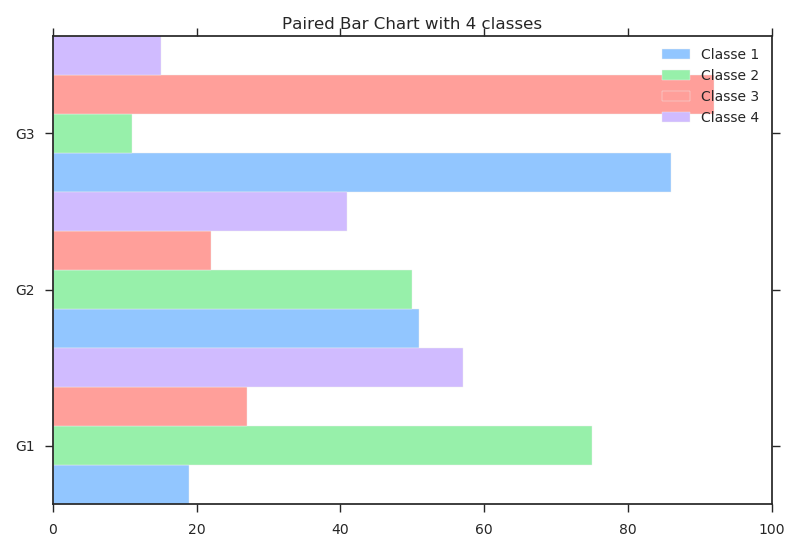 Paired Bar Chart with 4 classes
Classe 1
Classe 2
Classe 3
Classe 4
G3
G2
G1
0 20 40 60 80 100